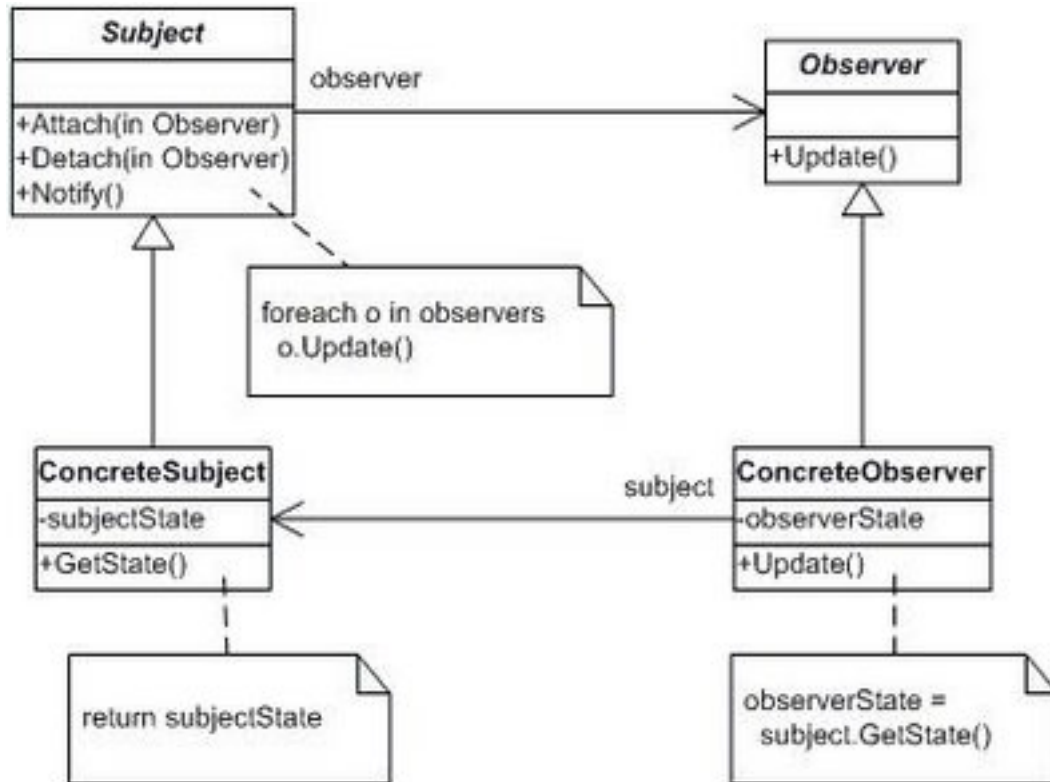 Subject
+Attach(in Observer)
+Detach(in Observer)
+Notify()
observer
Observer
+Update()
foreach o in observers
o.Update()
ConcreteSubject
-subjectState
+GetState()
subject
ConcreteObserver
-observerState
+Update()
return subjectState
observerState =
subject.GetState()